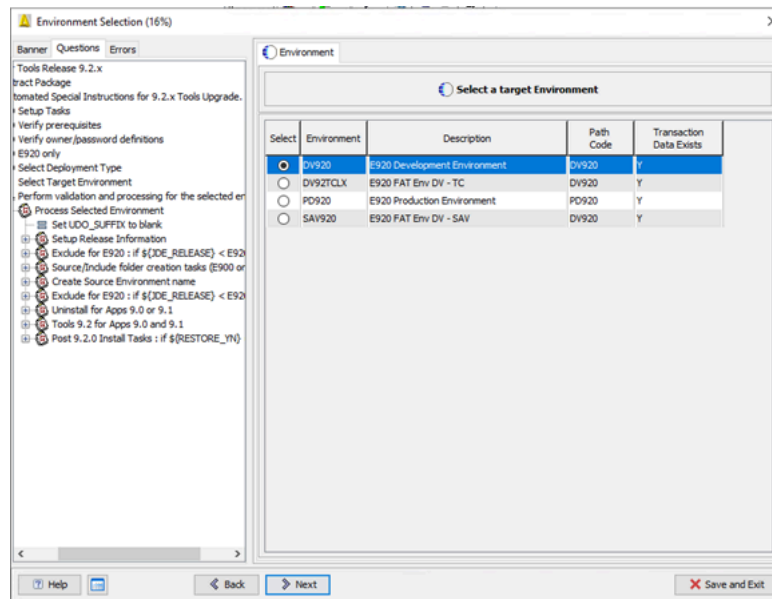 Environment Selection (16%)
Banner Questions Errors
Tools Release 9.2.x
tract Package
tomated Special Instructions for 9.2.x Tools Upgrade.
Setup Tasks
Verify prerequisites
Verify owner/password definitions
E920 only
Select Deployment Type
Select Target Environment
Perform validation and processing for the selected er
Process Selected Environment
Set UDO_SUFFIX to blank
Setup Release Information
Exclude for E920 : if ${JDE_RELEASE} < E92
Source/Include folder creation tasks (E900 or
Create Source Environment name
Exclude for E920 : if ${JDE_RELEASE} < E92
Uninstall for Apps 9.0 or 9.1
Tools 9.2 for Apps 9.0 and 9.1
Post 9.2.0 Install Tasks : if ${RESTORE_YN}
Environment
Select a target Environment
Select Environment Description Path Code Transaction Data Exists
DV920 E920 Development Environment DV920 Y
DV92TCLX E920 FAT Env DV - TC DV920 Y
PD920 E920 Production Environment PD920 Y
SAV920 E920 FAT Env DV - SAV DV920 Y
Help Back Next Save and Exit